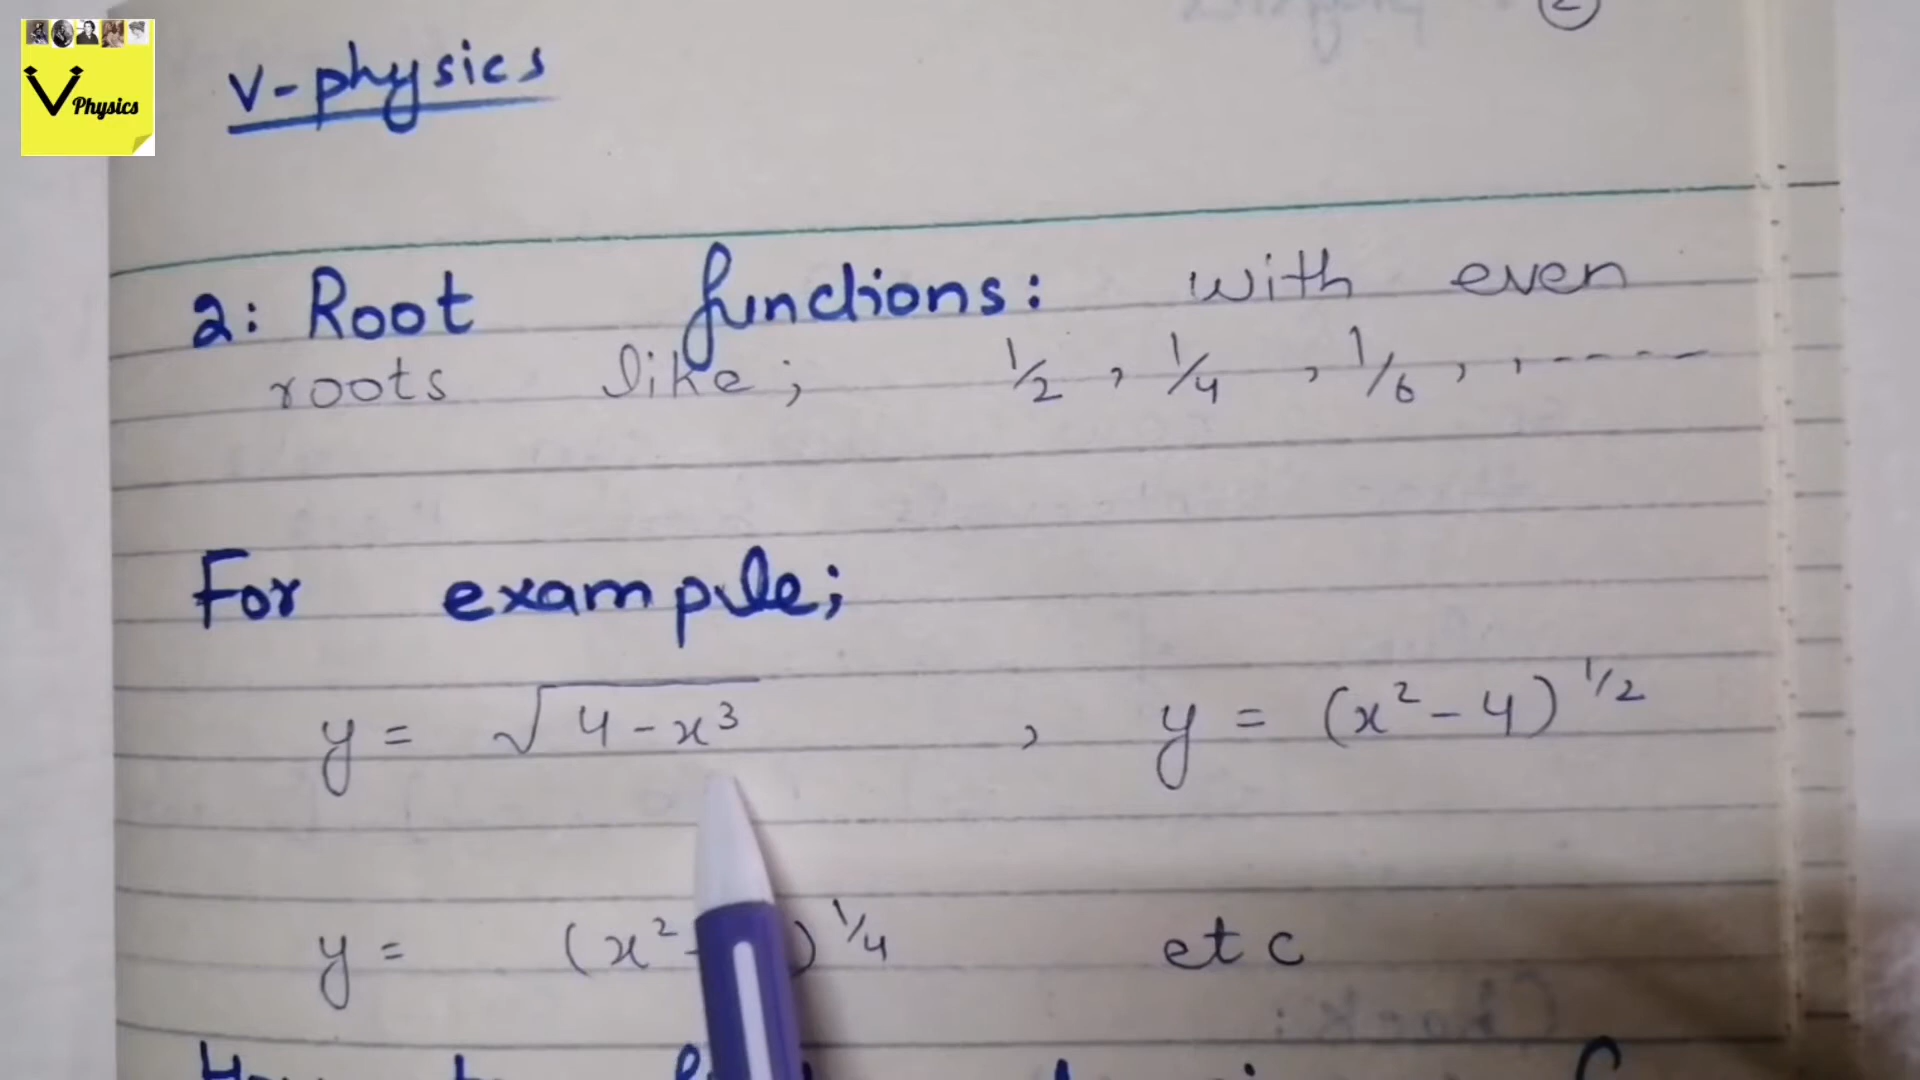 V Physics
v-physics
2: Root functions: with even
roots like; 1/2, 1/4, 1/6, , -----
For example;
y = √4-x³ , y = (x²-4)^1/2
y = (x² )^1/4 etc